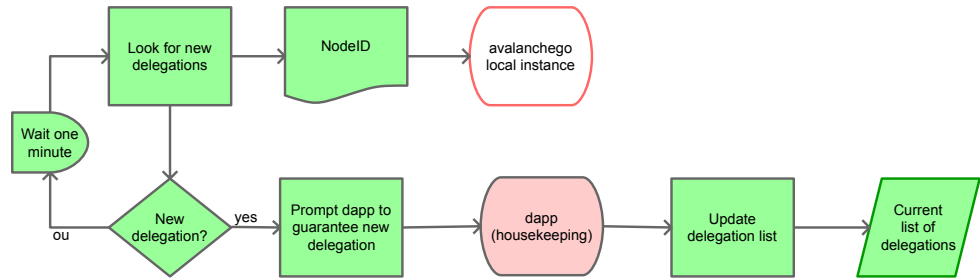 Look for new
delegations
NodeID
avalanchego
local instance
Wait one
minute
New
delegation?
ou
yes
Prompt dapp to
guarantee new
delegation
dapp
(housekeeping)
Update
delegation list
Current
list of
delegations